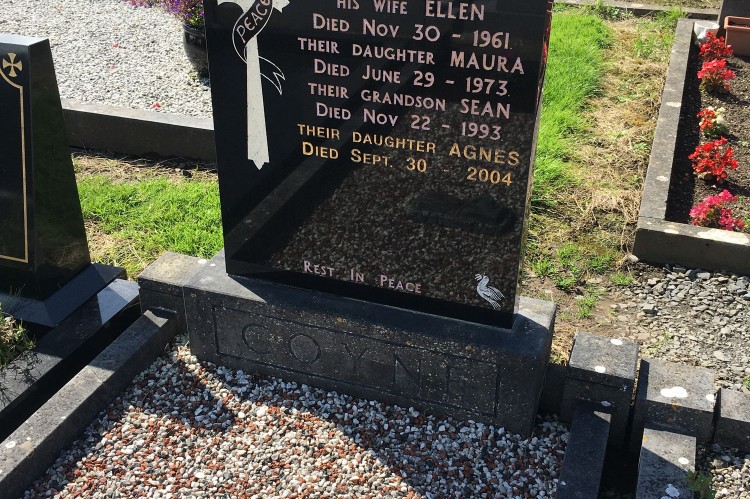 PEACE
HIS WIFE ELLEN
DIED NOV 30 - 1961.
THEIR DAUGHTER MAURA
DIED JUNE 29 - 1973.
THEIR GRANDSON SEAN
DIED NOV 22 - 1993
THEIR DAUGHTER AGNES
DIED SEPT. 30 - 2004
REST IN PEACE
COYNE